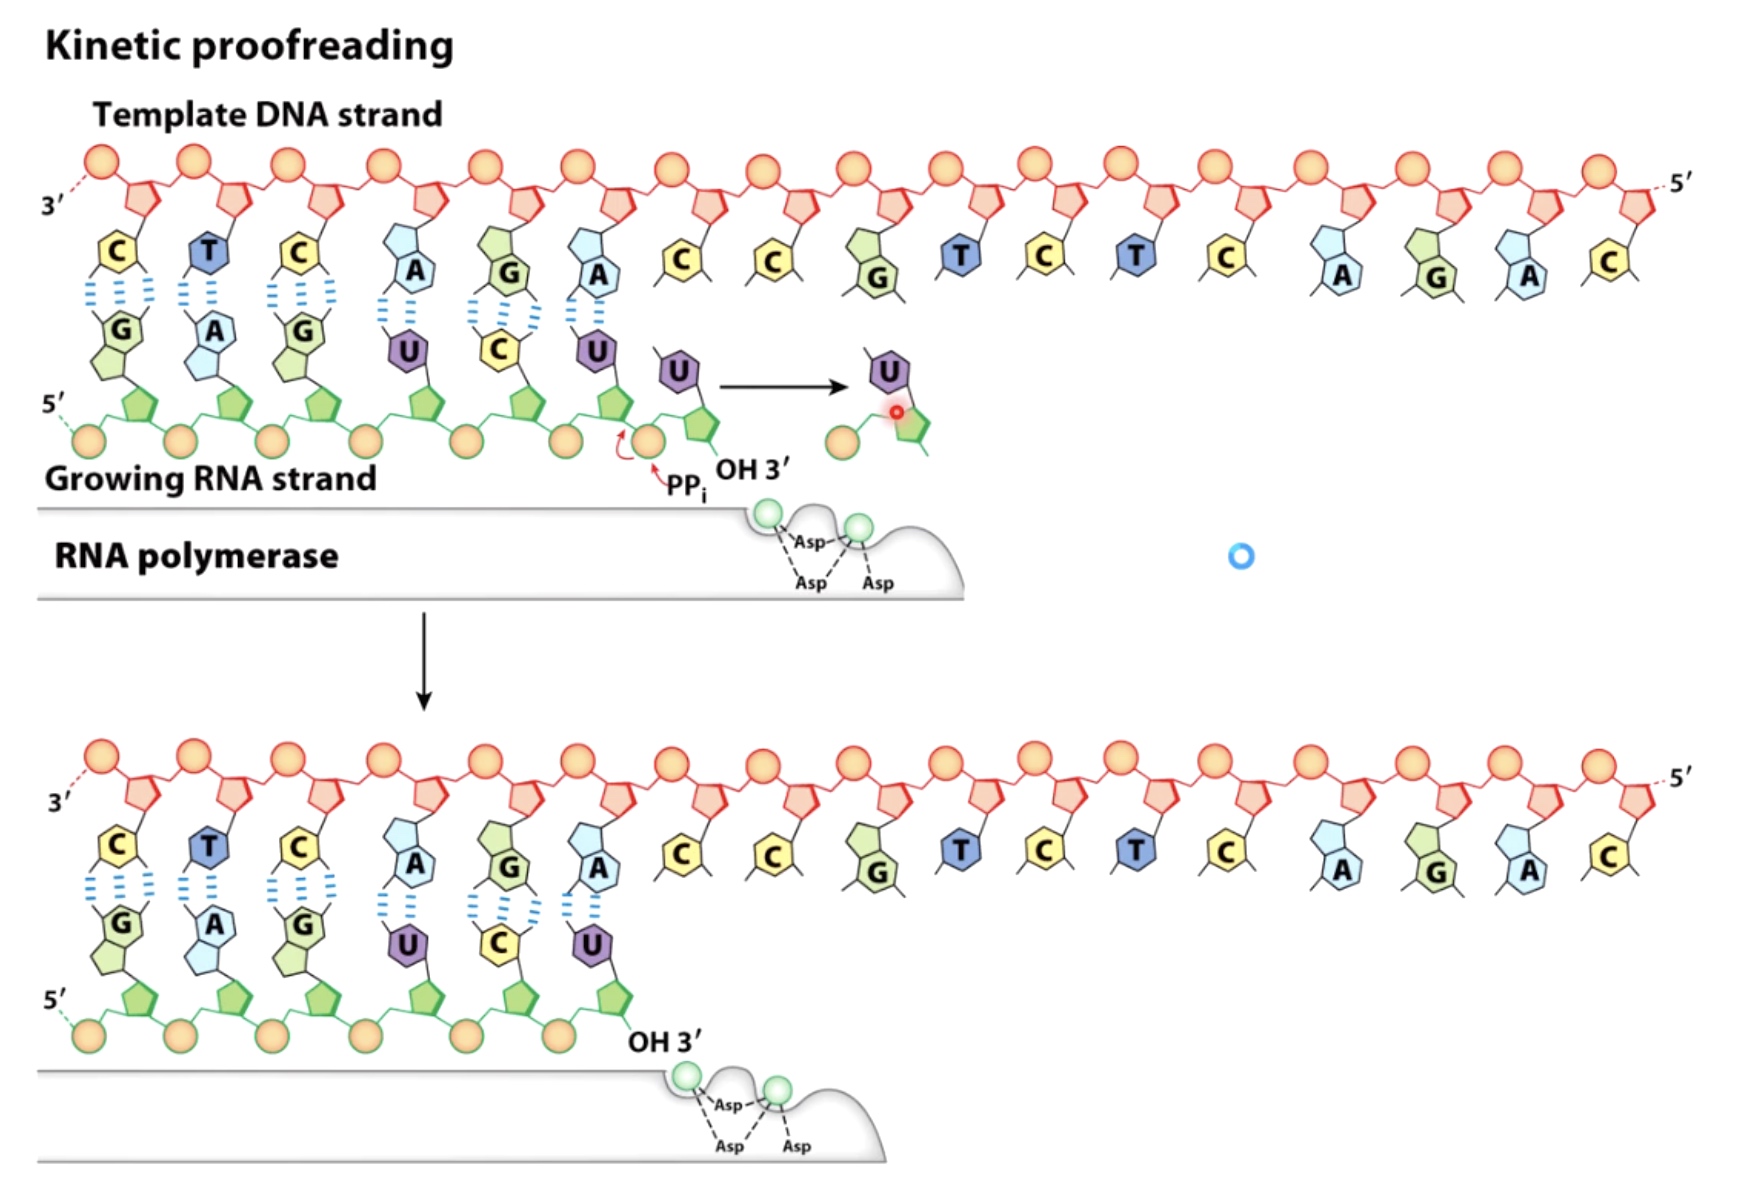 Kinetic proofreading
Template DNA strand
3′ 5′
C T C A G A C C G T C T C A G A C
G A G U C U U U
5′
Growing RNA strand
OH 3′
PPi
RNA polymerase
Asp
Asp Asp
3′ 5′
C T C A G A C C G T C T C A G A C
G A G U C U
5′
OH 3′
Asp
Asp Asp